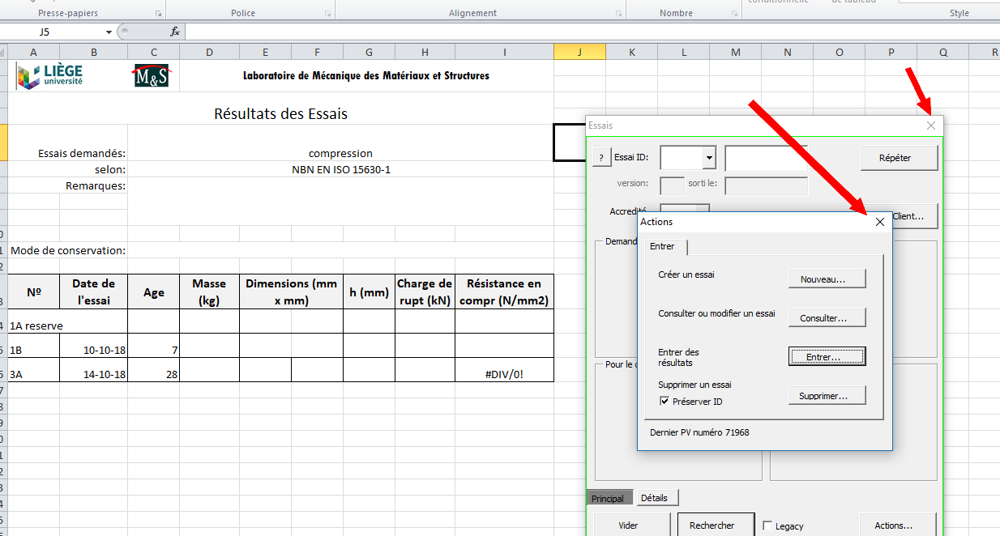 conditionnelle de tableau
Presse-papiers Police Alignement Nombre Style
J5 fx
A B C D E F G H I J K L M N O P Q R
LIÈGE université
M&S
Laboratoire de Mécanique des Matériaux et Structures
Résultats des Essais
Essais demandés: compression
selon: NBN EN ISO 15630-1
Remarques:
Mode de conservation:
Nº
Date de l'essai
Age
Masse (kg)
Dimensions (mm x mm)
h (mm)
Charge de rupt (kN)
Résistance en compr (N/mm2)
1A reserve
1B 10-10-18 7
3A 14-10-18 28 #DIV/0!
Essais
? Essai ID: Répéter
version: sorti le:
Accredité
Client...
Demand
Pour le
Actions
Entrer
Créer un essai Nouveau...
Consulter ou modifier un essai Consulter...
Entrer des résultats Entrer...
Supprimer un essai
Préserver ID Supprimer...
Dernier PV numéro 71968
Principal Détails
Vider Rechercher Legacy Actions...